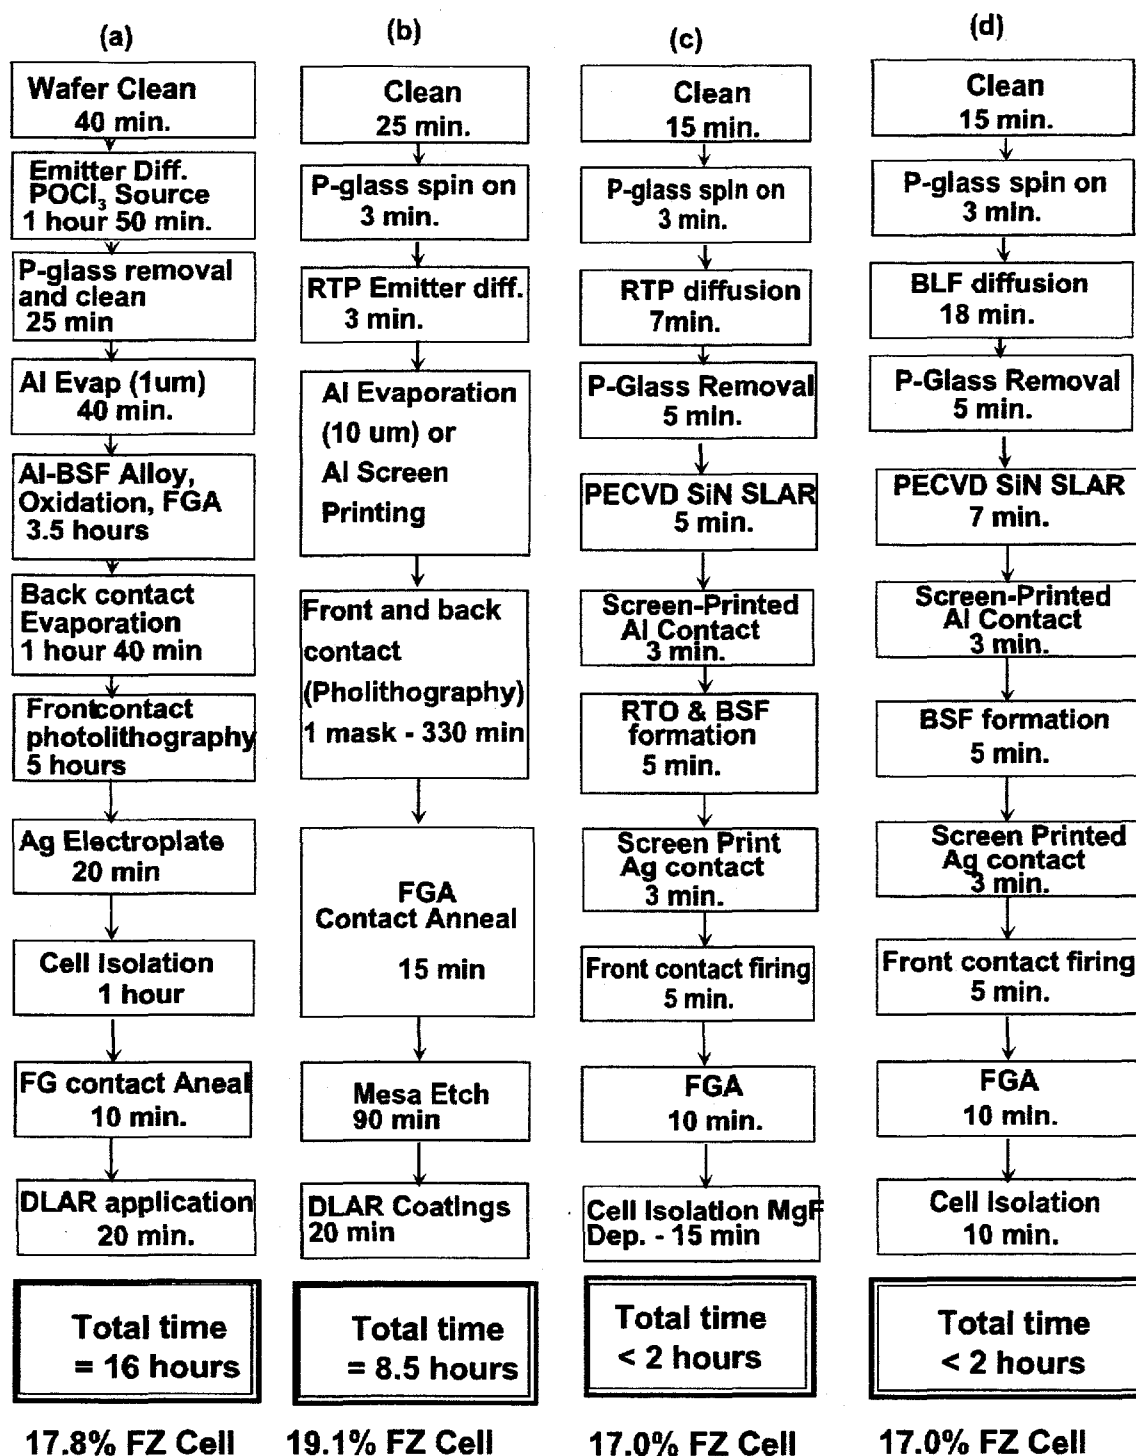 (a)
Wafer Clean
40 min.
Emitter Diff.
POCl3 Source
1 hour 50 min.
P-glass removal
and clean
25 min
Al Evap (1um)
40 min.
Al-BSF Alloy,
Oxidation, FGA
3.5 hours
Back contact
Evaporation
1 hour 40 min
Frontcontact
photolithography
5 hours
Ag Electroplate
20 min
Cell Isolation
1 hour
FG contact Aneal
10 min.
DLAR application
20 min.
Total time
= 16 hours
17.8% FZ Cell
(b)
Clean
25 min.
P-glass spin on
3 min.
RTP Emitter diff.
3 min.
Al Evaporation
(10 um) or
Al Screen
Printing
Front and back
contact
(Pholithography)
1 mask - 330 min
FGA
Contact Anneal
15 min
Mesa Etch
90 min
DLAR Coatings
20 min
Total time
= 8.5 hours
19.1% FZ Cell
(c)
Clean
15 min.
P-glass spin on
3 min.
RTP diffusion
7min.
P-Glass Removal
5 min.
PECVD SiN SLAR
5 min.
Screen-Printed
Al Contact
3 min.
RTO & BSF
formation
5 min.
Screen Print
Ag contact
3 min.
Front contact firing
5 min.
FGA
10 min.
Cell Isolation MgF
Dep. - 15 min
Total time
< 2 hours
17.0% FZ Cell
(d)
Clean
15 min.
P-glass spin on
3 min.
BLF diffusion
18 min.
P-Glass Removal
5 min.
PECVD SiN SLAR
7 min.
Screen-Printed
Al Contact
3 min.
BSF formation
5 min.
Screen Printed
Ag contact
3 min.
Front contact firing
5 min.
FGA
10 min.
Cell Isolation
10 min.
Total time
< 2 hours
17.0% FZ Cell